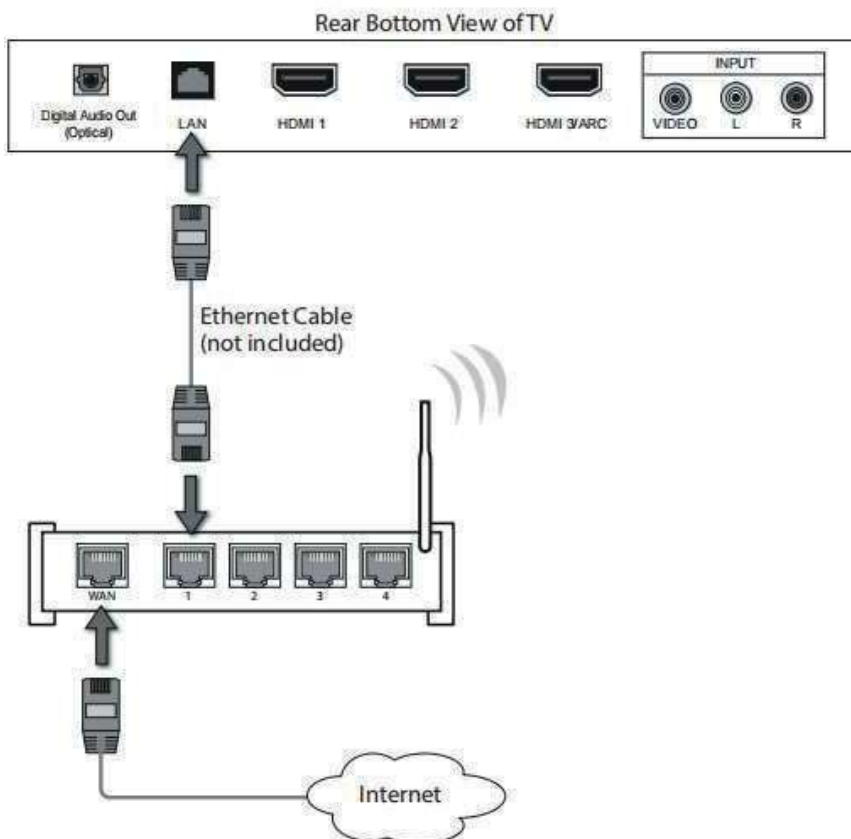 Rear Bottom View of TV
INPUT
Digital Audio Out
(Optical)
LAN
HDMI 1
HDMI 2
HDMI 3/ARC
VIDEO
L
R
Ethernet Cable
(not included)
WAN
1
2
3
4
Internet